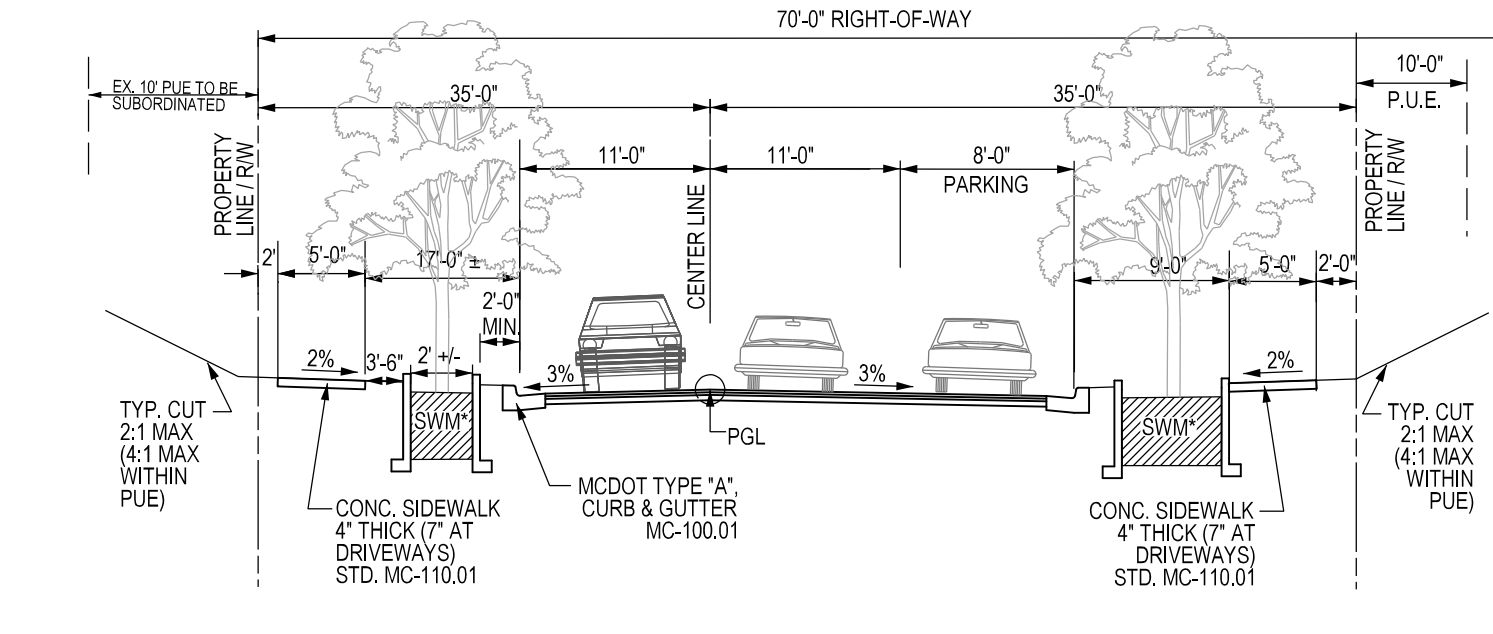 70'-0" RIGHT-OF-WAY
EX. 10' PUE TO BE
SUBORDINATED
35'-0"
35'-0"
10'-0"
P.U.E.
PROPERTY
LINE / R/W
11'-0"
11'-0"
8'-0"
PARKING
CENTER LINE
PROPERTY
LINE / R/W
2'
5'-0"
17'-0" ±
9'-0"
5'-0"
2'-0"
2'-0"
MIN.
2%
3'-6"
2' +/-
3%
3%
2%
SWM*
SWM*
PGL
TYP. CUT
2:1 MAX
(4:1 MAX
WITHIN
PUE)
TYP. CUT
2:1 MAX
(4:1 MAX
WITHIN
PUE)
MCDOT TYPE "A",
CURB & GUTTER
MC-100.01
CONC. SIDEWALK
4" THICK (7" AT
DRIVEWAYS)
STD. MC-110.01
CONC. SIDEWALK
4" THICK (7" AT
DRIVEWAYS)
STD. MC-110.01